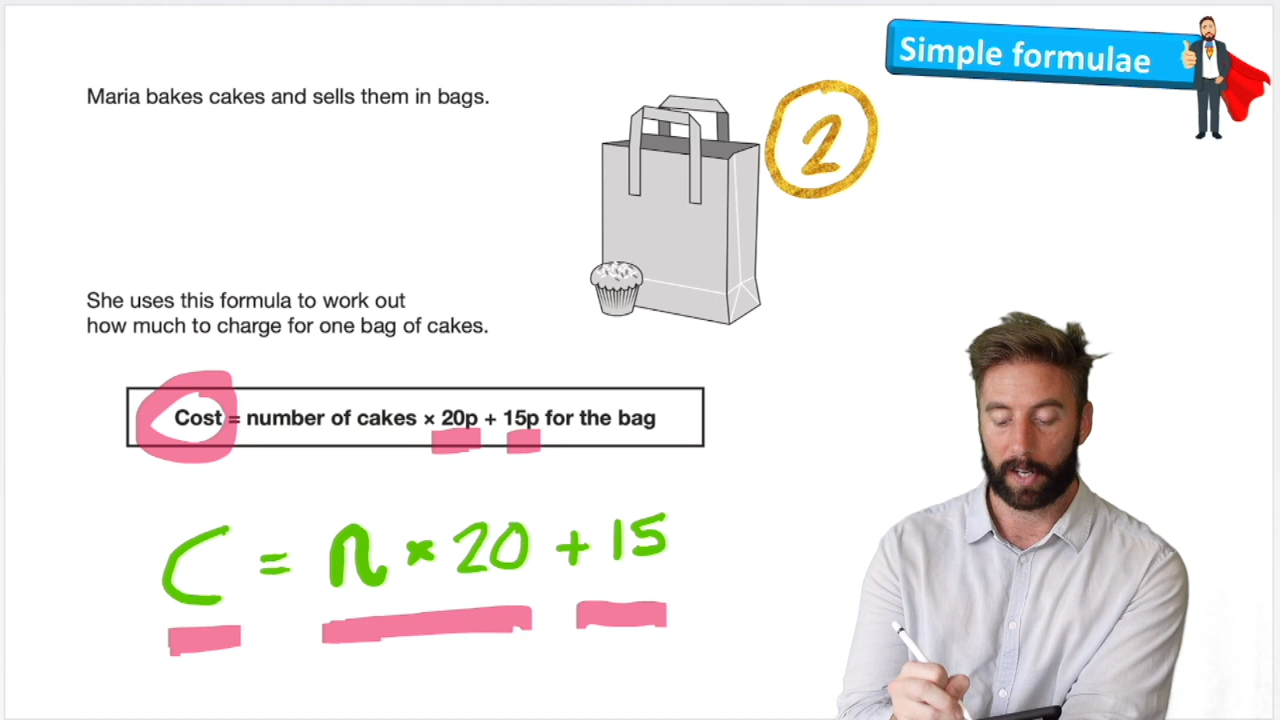 Simple formulae
Maria bakes cakes and sells them in bags.
2
She uses this formula to work out
how much to charge for one bag of cakes.
Cost = number of cakes × 20p + 15p for the bag
C = n × 20 + 15